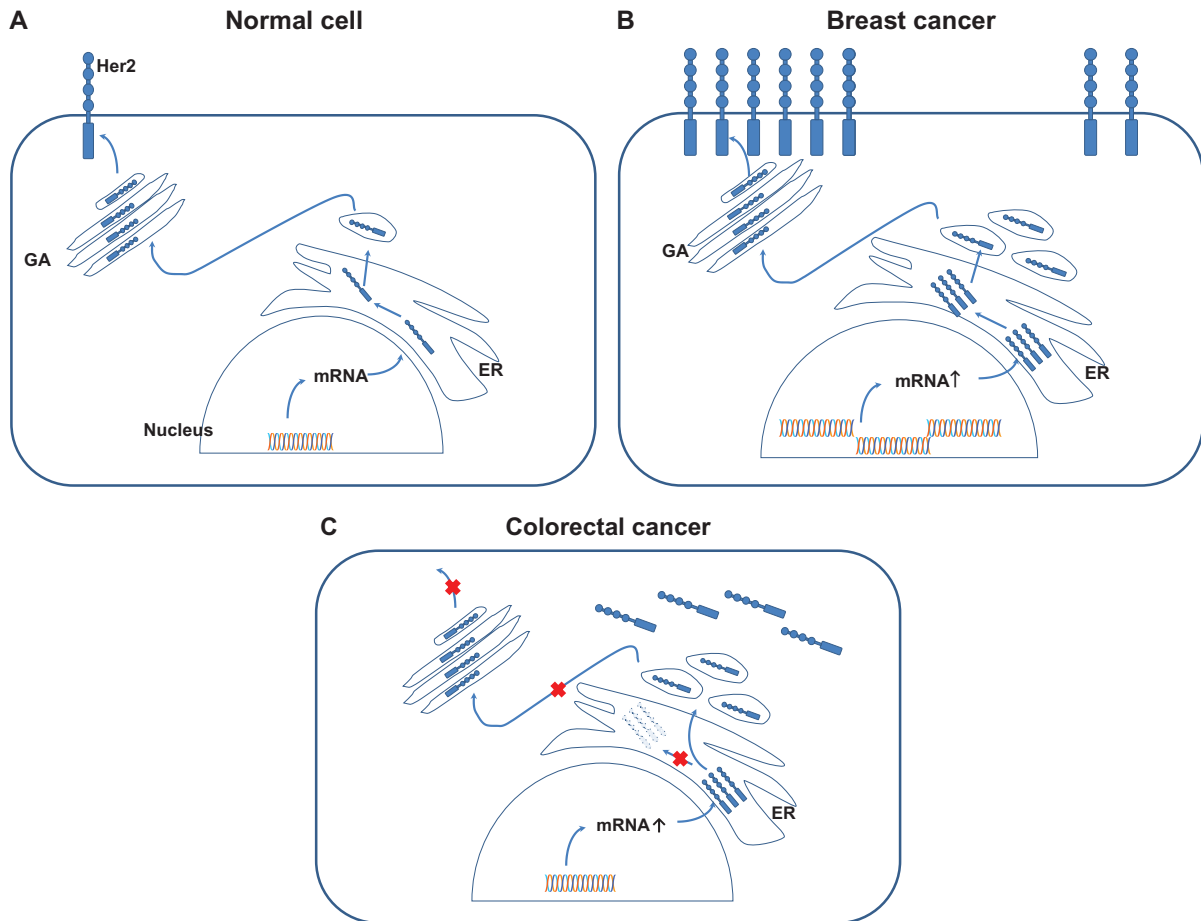 A
Normal cell
Her2
GA
mRNA
ER
Nucleus
B
Breast cancer
GA
mRNA↑
ER
C
Colorectal cancer
mRNA↑
ER